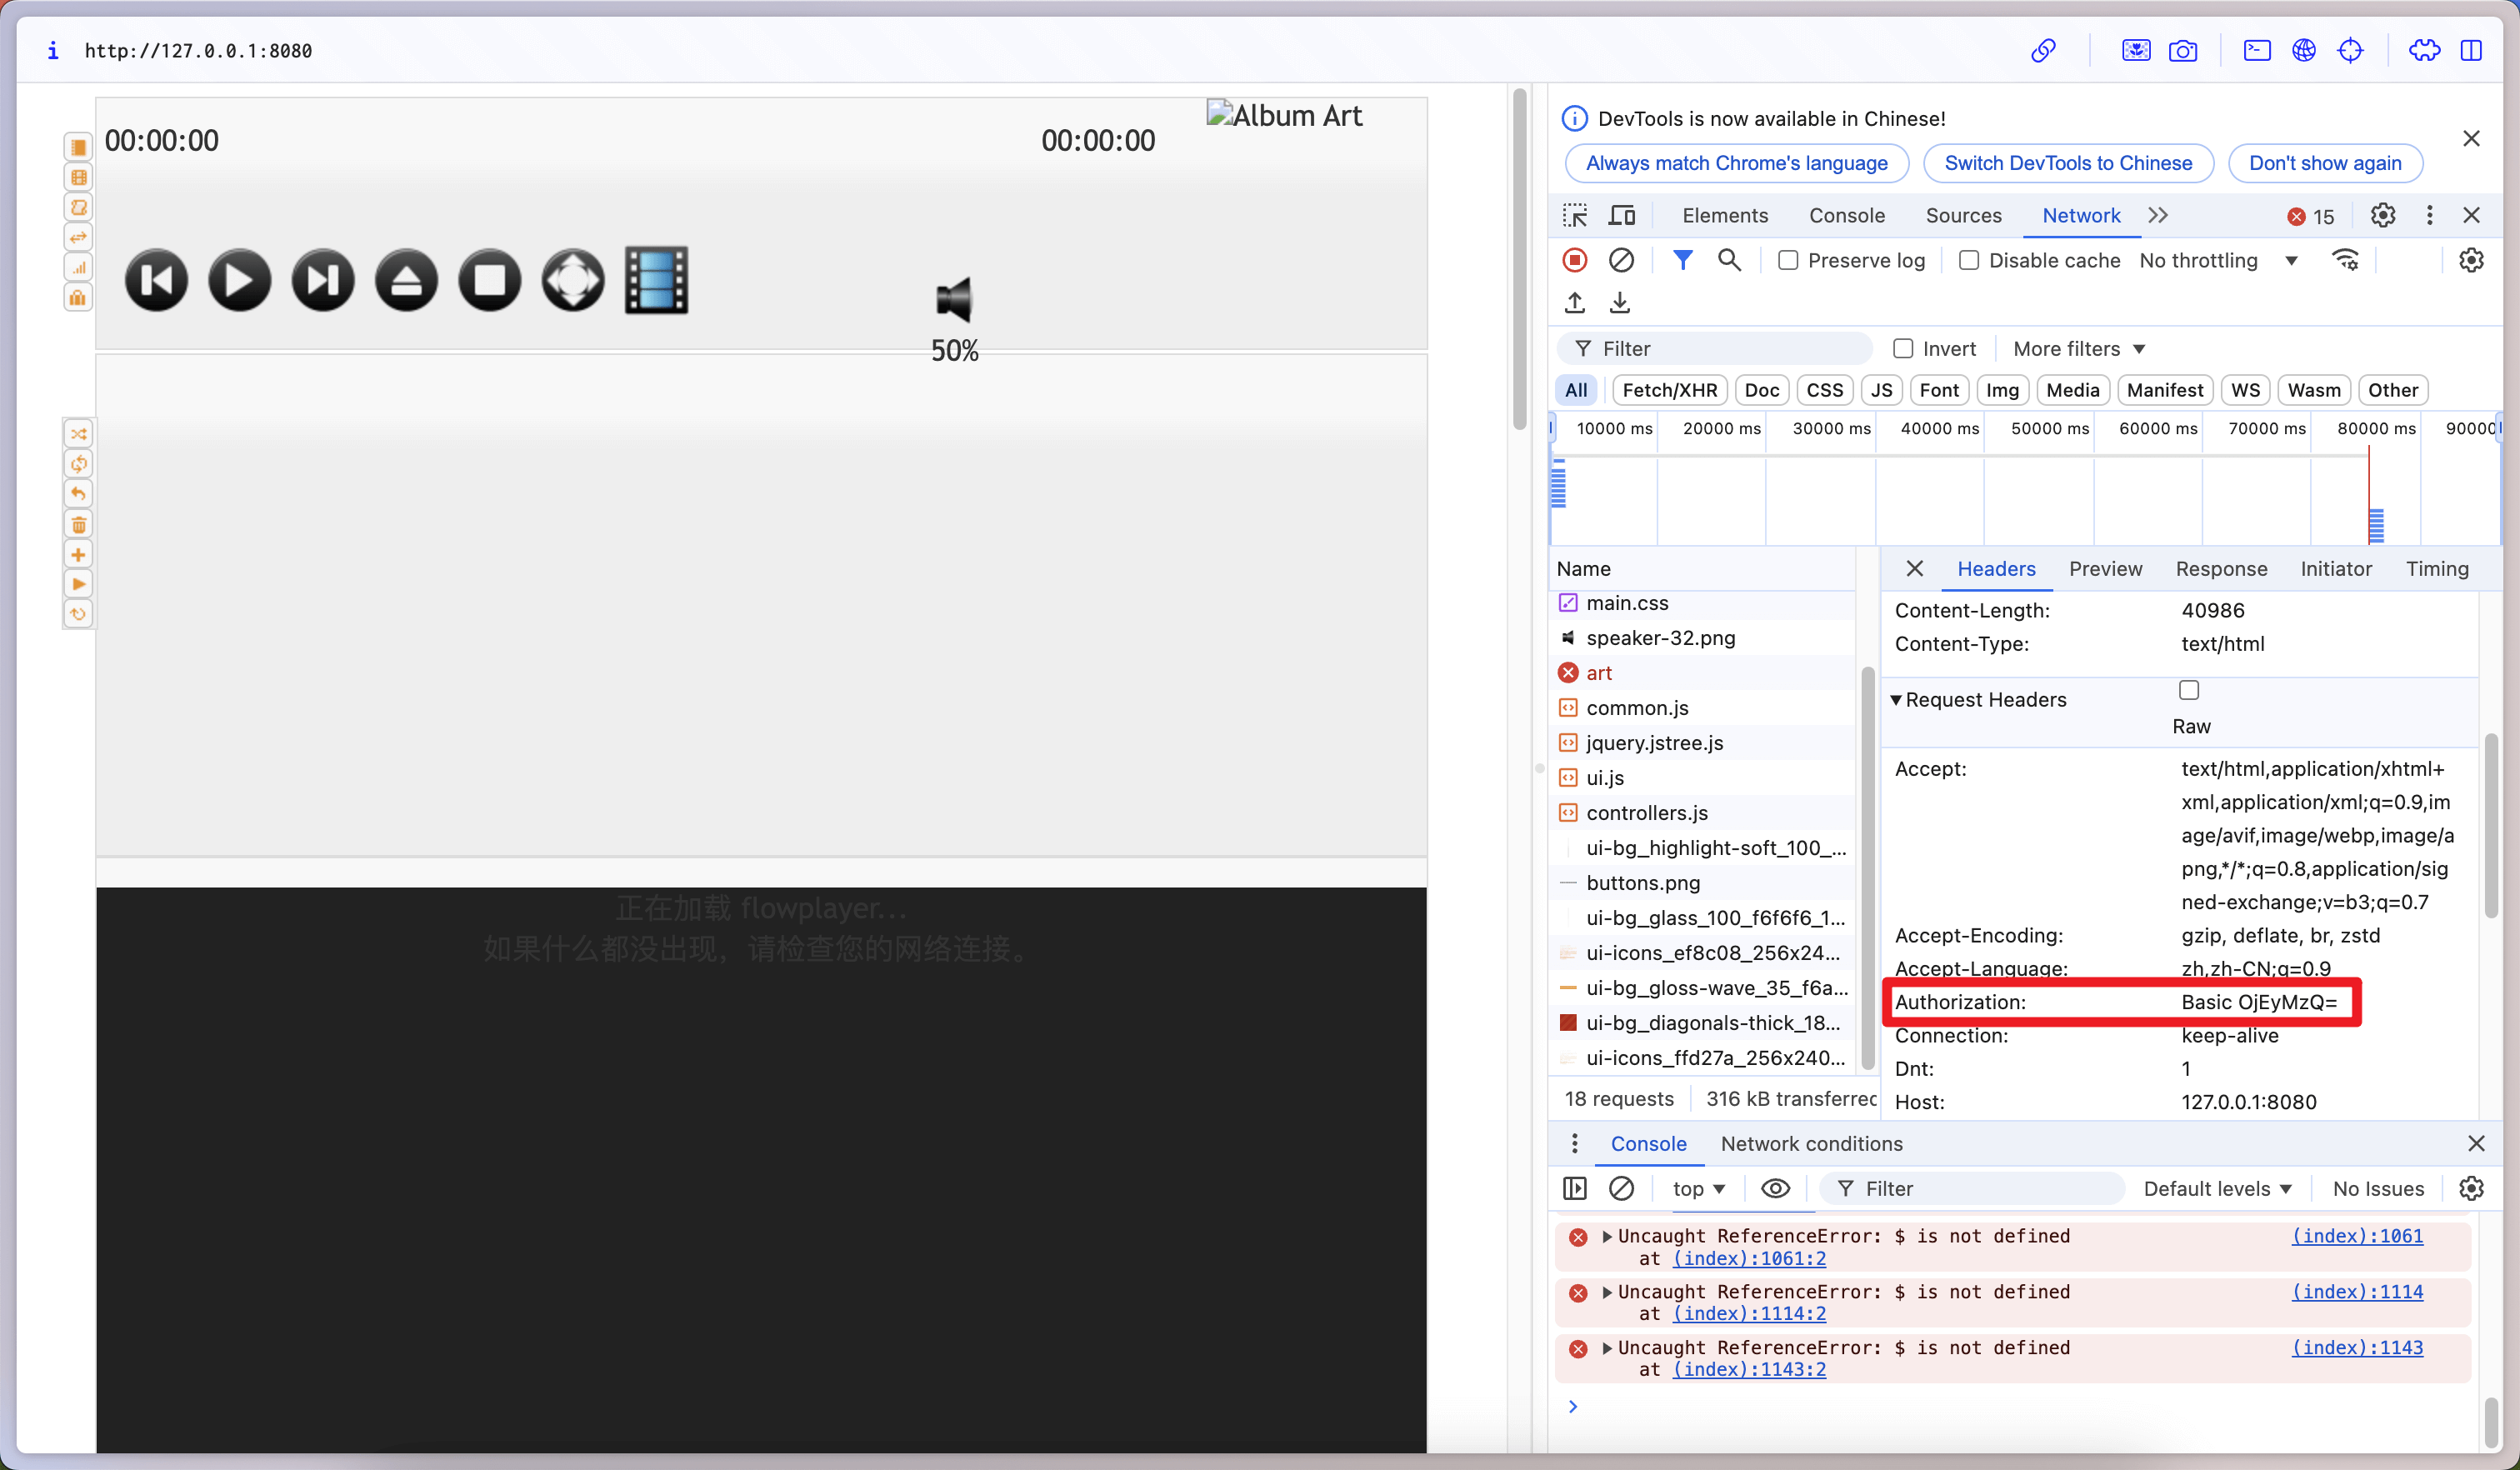 i http://127.0.0.1:8080
00:00:00
00:00:00
Album Art
50%
正在加载 flowplayer...
如果什么都没出现，请检查您的网络连接。
DevTools is now available in Chinese!
Always match Chrome's language
Switch DevTools to Chinese
Don't show again
Elements
Console
Sources
Network
15
Preserve log
Disable cache
No throttling
Filter
Invert
More filters
All
Fetch/XHR
Doc
CSS
JS
Font
Img
Media
Manifest
WS
Wasm
Other
10000 ms
20000 ms
30000 ms
40000 ms
50000 ms
60000 ms
70000 ms
80000 ms
90000
Name
main.css
speaker-32.png
art
common.js
jquery.jstree.js
ui.js
controllers.js
ui-bg_highlight-soft_100_...
buttons.png
ui-bg_glass_100_f6f6f6_1...
ui-icons_ef8c08_256x24...
ui-bg_gloss-wave_35_f6a...
ui-bg_diagonals-thick_18...
ui-icons_ffd27a_256x240...
18 requests
316 kB transferred
Headers
Preview
Response
Initiator
Timing
Content-Length: 40986
Content-Type: text/html
Request Headers
Raw
Accept: text/html,application/xhtml+
xml,application/xml;q=0.9,im
age/avif,image/webp,image/a
png,*/*;q=0.8,application/sig
ned-exchange;v=b3;q=0.7
Accept-Encoding: gzip, deflate, br, zstd
Accept-Language: zh,zh-CN;q=0.9
Authorization: Basic OjEyMzQ=
Connection: keep-alive
Dnt: 1
Host: 127.0.0.1:8080
Console
Network conditions
top
Filter
Default levels
No Issues
Uncaught ReferenceError: $ is not defined (index):1061
at (index):1061:2
Uncaught ReferenceError: $ is not defined (index):1114
at (index):1114:2
Uncaught ReferenceError: $ is not defined (index):1143
at (index):1143:2